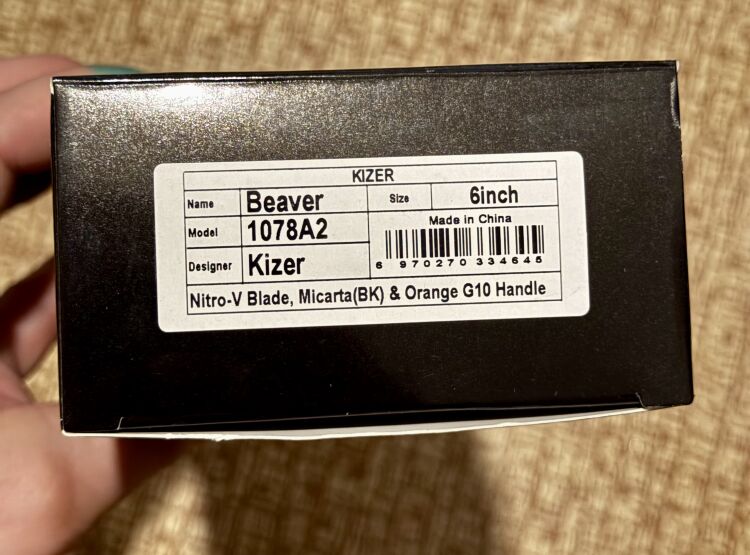 KIZER
Name Beaver Size 6inch
Model 1078A2 Made in China
Designer Kizer 6 970270 334645
Nitro-V Blade, Micarta(BK) & Orange G10 Handle